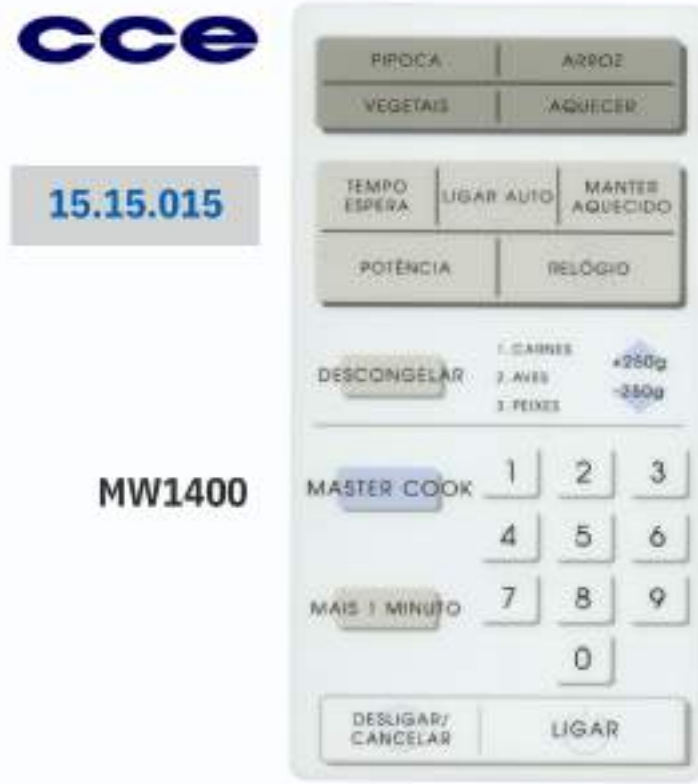 cce
15.15.015
MW1400
PIPOCA
ARROZ
VEGETAIS
AQUECER
TEMPO
ESPERA
LIGAR AUTO
MANTER
AQUECIDO
POTÊNCIA
RELÓGIO
DESCONGELAR
1. CARNES
2. AVES
3. PEIXES
+250g
-250g
MASTER COOK
1 2 3
4 5 6
MAIS 1 MINUTO
7 8 9
0
DESLIGAR/
CANCELAR
LIGAR